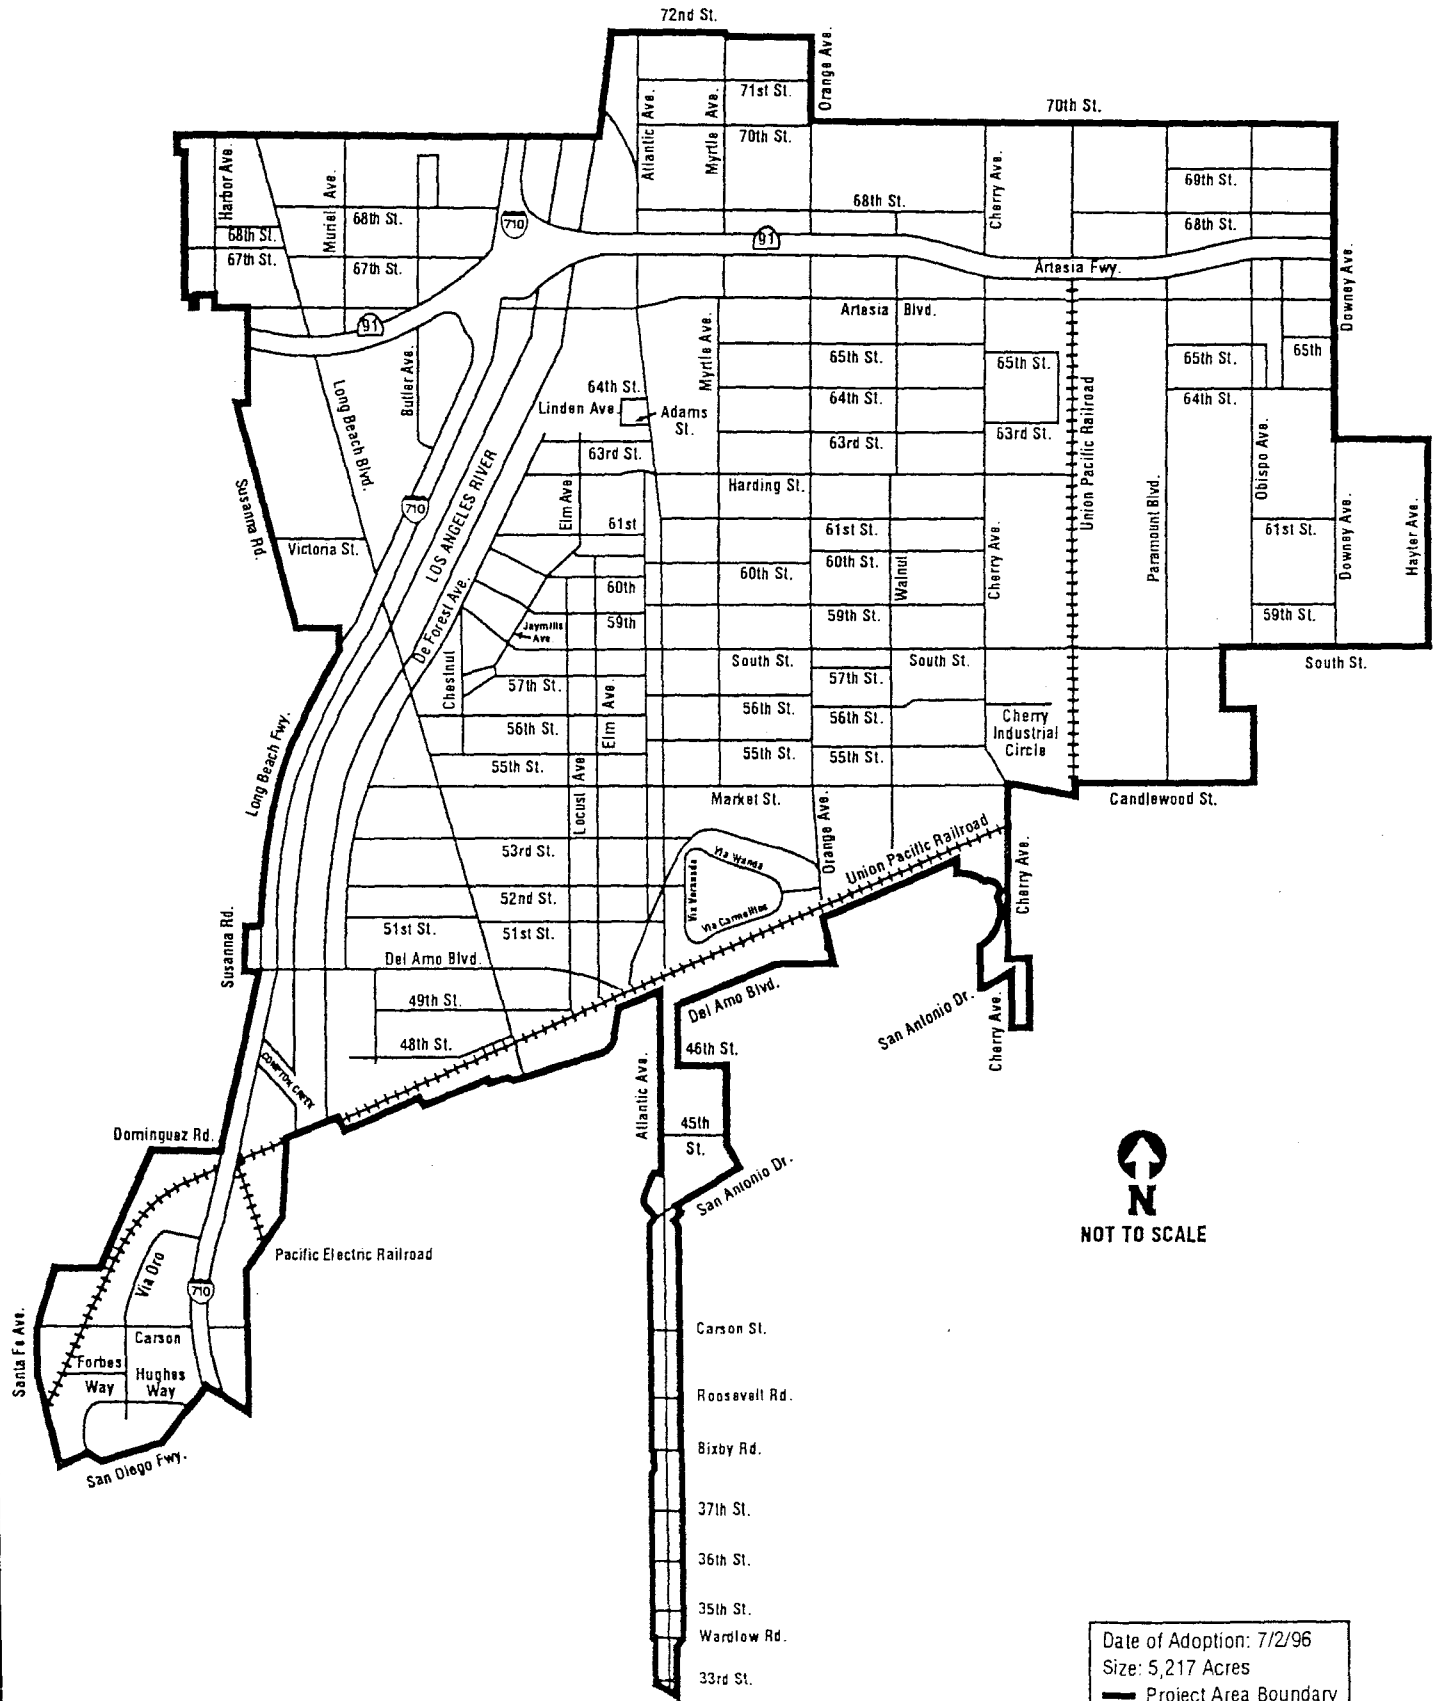 72nd St.
Orange Ave.
71st St.
Atlantic Ave.
Myrtle Ave.
70th St.
70th St.
Harbor Ave.
Muriel Ave.
Cherry Ave.
69th St.
68th St.
68th St.
68th St.
68th St.
710
91
67th St.
67th St.
Artesia Fwy.
Downey Ave.
Artesia Blvd.
91
Myrtle Ave.
65th St.
65th St.
65th St.
65th
Butler Ave.
Long Beach Blvd.
64th St.
Linden Ave.
Adams
St.
64th St.
64th St.
Union Pacific Railroad
63rd St.
63rd St.
63rd St.
Harding St.
Susanna Rd.
710
LOS ANGELES RIVER
Elm Ave.
Obispo Ave.
Paramount Blvd.
Downey Ave.
Hayter Ave.
61st
61st St.
61st St.
Victoria St.
De Forest Ave.
60th
60th St.
60th St.
Walnut
Cherry Ave.
59th
59th St.
59th St.
Jaymills
Ave.
South St.
South St.
South St.
Chestnut
57th St.
57th St.
Elm Ave.
56th St.
56th St.
56th St.
Cherry
Industrial
Circle
Long Beach Fwy.
55th St.
55th St.
55th St.
Locust Ave.
Market St.
Candlewood St.
Orange Ave.
Union Pacific Railroad
53rd St.
Via Wanda
Via Veranada
Via Carmelitos
Cherry Ave.
52nd St.
51st St.
51st St.
Susanna Rd.
Del Amo Blvd.
49th St.
Del Amo Blvd.
San Antonio Dr.
Cherry Ave.
48th St.
46th St.
COMPTON CREEK
Atlantic Ave.
45th
St.
Dominguez Rd.
San Antonio Dr.
N
NOT TO SCALE
Pacific Electric Railroad
Via Oro
710
Santa Fe Ave.
Carson
Carson St.
Forbes
Way
Hughes
Way
Roosevelt Rd.
Bixby Rd.
San Diego Fwy.
37th St.
36th St.
35th St.
Wardlow Rd.
33rd St.
Date of Adoption: 7/2/96
Size: 5,217 Acres
Project Area Boundary